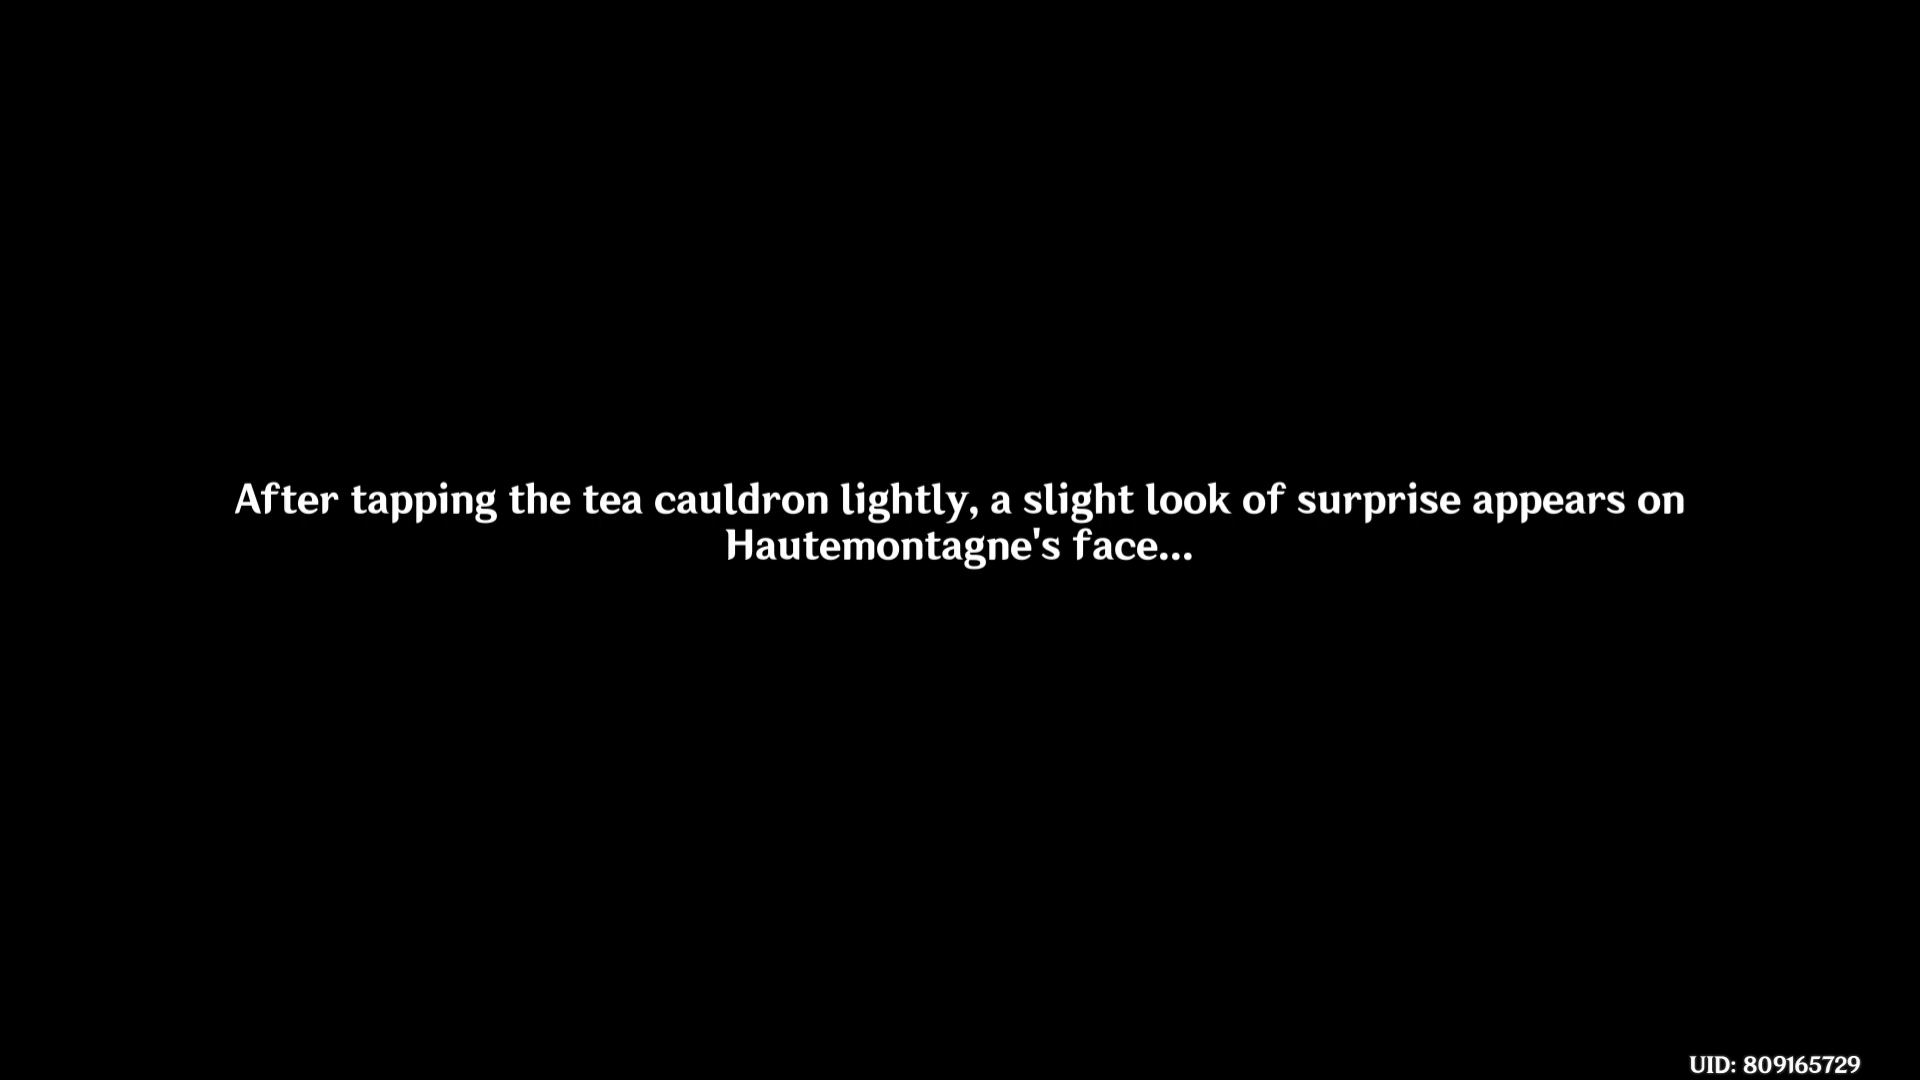 After tapping the tea cauldron lightly, a slight look of surprise appears on
Hautemontagne's face...
UID: 809165729